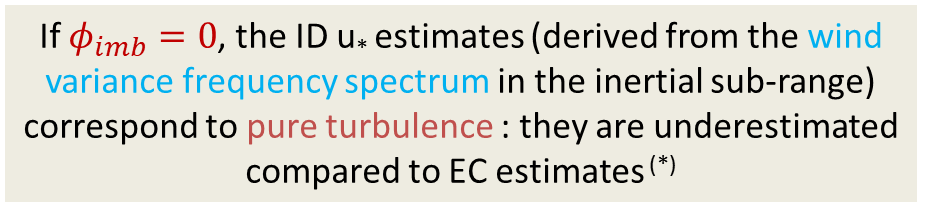 If ϕ_imb = 0, the ID u* estimates (derived from the wind
variance frequency spectrum in the inertial sub-range)
correspond to pure turbulence : they are underestimated
compared to EC estimates (*)